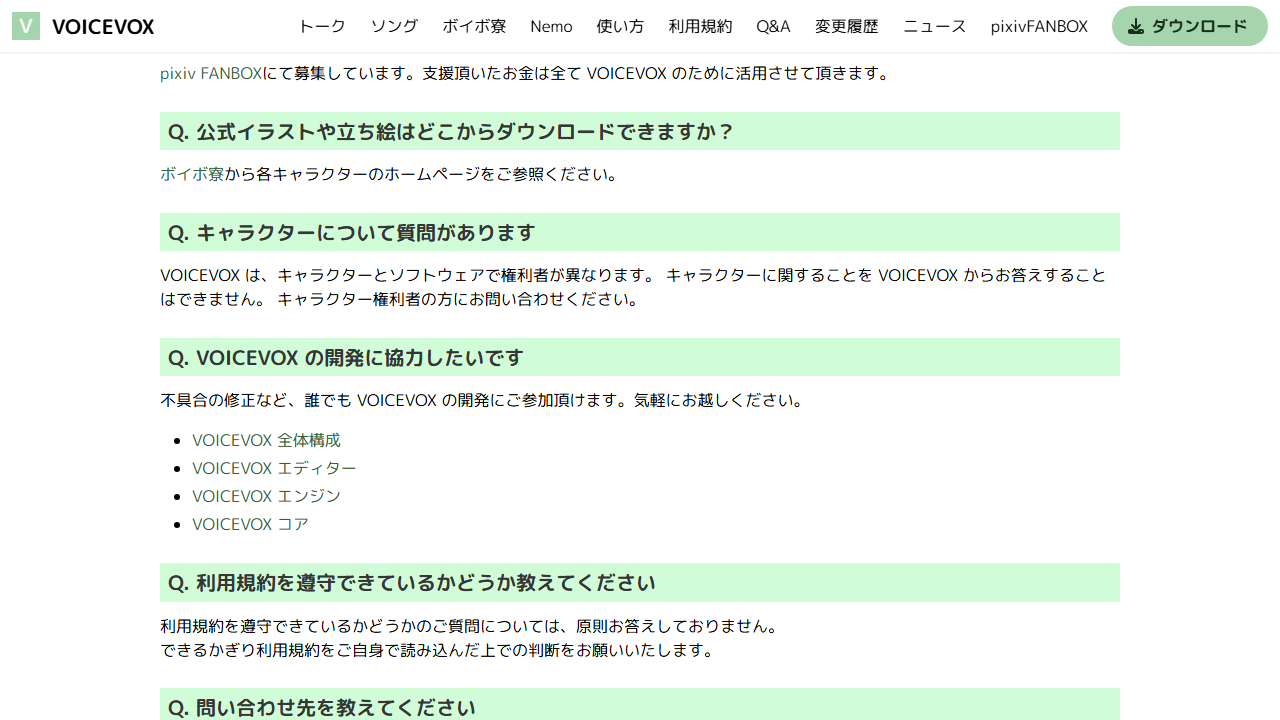 V VOICEVOX トーク ソング ボイボ寮 Nemo 使い方 利用規約 Q&A 変更履歴 ニュース pixivFANBOX ダウンロード
pixiv FANBOXにて募集しています。支援頂いたお金は全て VOICEVOX のために活用させて頂きます。
Q. 公式イラストや立ち絵はどこからダウンロードできますか？
ボイボ寮から各キャラクターのホームページをご参照ください。
Q. キャラクターについて質問があります
VOICEVOX は、キャラクターとソフトウェアで権利者が異なります。 キャラクターに関することを VOICEVOX からお答えすること
はできません。 キャラクター権利者の方にお問い合わせください。
Q. VOICEVOX の開発に協力したいです
不具合の修正など、誰でも VOICEVOX の開発にご参加頂けます。気軽にお越しください。
VOICEVOX 全体構成
VOICEVOX エディター
VOICEVOX エンジン
VOICEVOX コア
Q. 利用規約を遵守できているかどうか教えてください
利用規約を遵守できているかどうかのご質問については、原則お答えしておりません。
できるかぎり利用規約をご自身で読み込んだ上での判断をお願いいたします。
Q. 問い合わせ先を教えてください